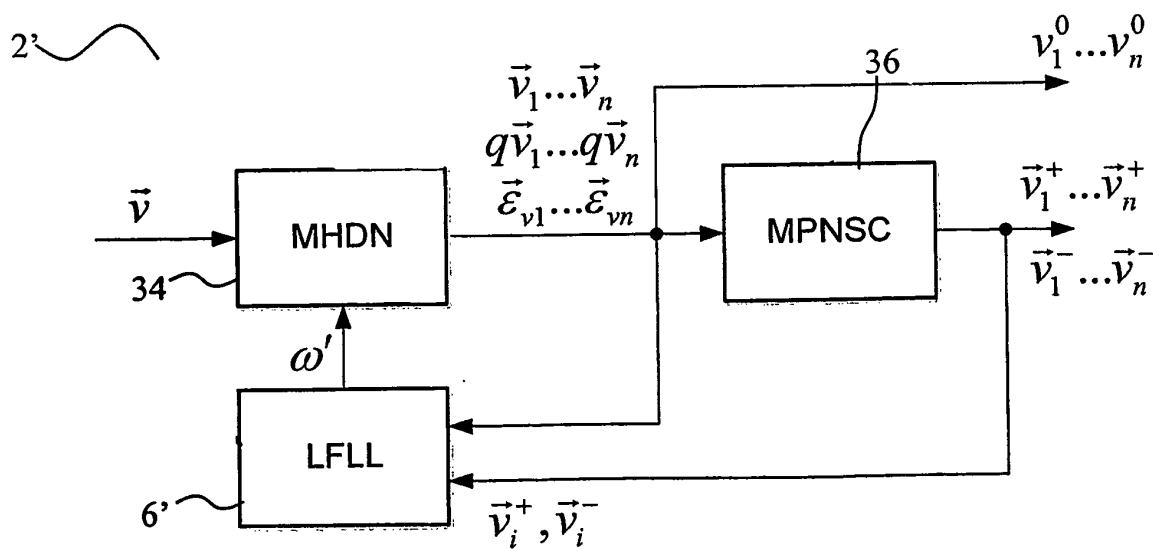 2’
36
v⃗
v⃗₁...v⃗ₙ
qv⃗₁...qv⃗ₙ
ε⃗ᵥ₁...ε⃗ᵥₙ
v₁⁰...vₙ⁰
MHDN
MPNSC
v⃗₁⁺...v⃗ₙ⁺
v⃗₁⁻...v⃗ₙ⁻
34
ω′
LFLL
6’
v⃗ᵢ⁺, v⃗ᵢ⁻